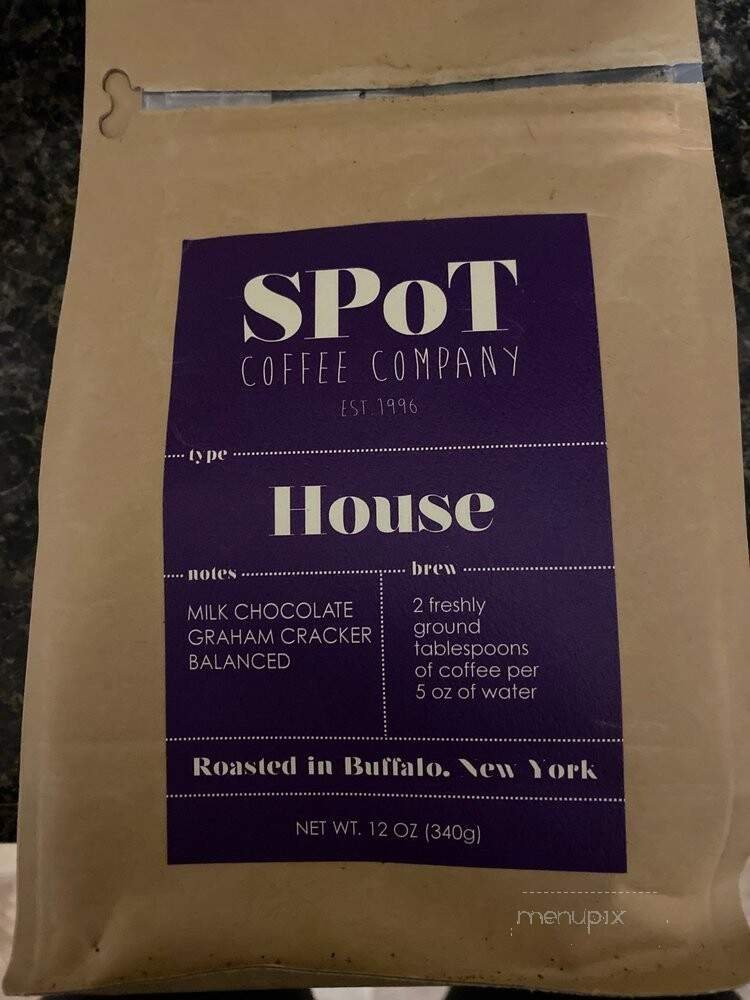 SPoT
COFFEE COMPANY
EST. 1996
type
House
notes
MILK CHOCOLATE
GRAHAM CRACKER
BALANCED
brew
2 freshly
ground
tablespoons
of coffee per
5 oz of water
Roasted in Buffalo, New York
NET WT. 12 OZ (340g)
menupix